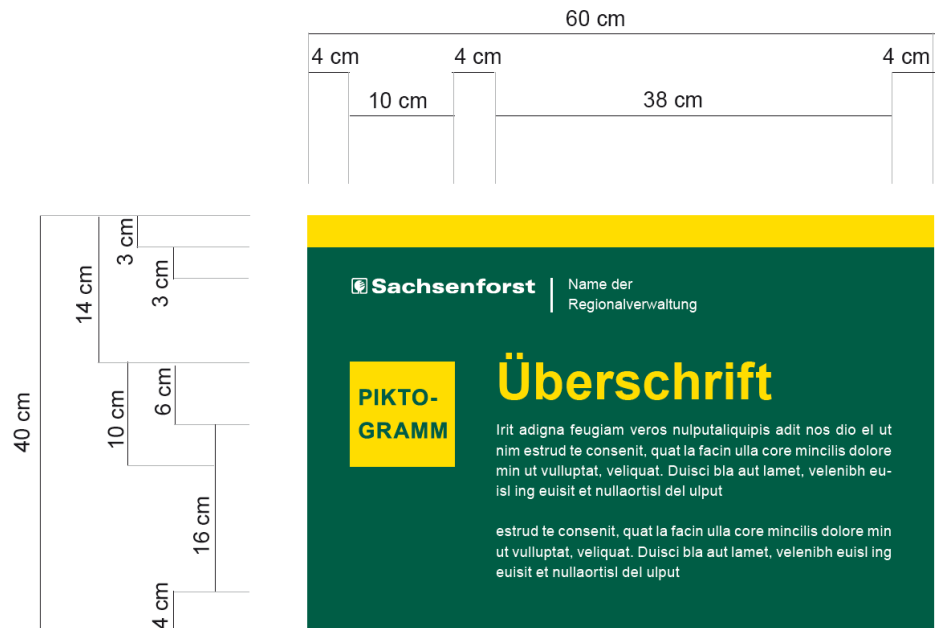 60 cm
4 cm
4 cm
4 cm
10 cm
38 cm
3 cm
3 cm
14 cm
6 cm
10 cm
40 cm
16 cm
4 cm
Sachsenforst
Name der
Regionalverwaltung
PIKTO-
GRAMM
Überschrift
Irit adigna feugiam veros nulputaliquipis adit nos dio el ut
nim estrud te consenit, quat la facin ulla core mincilis dolore
min ut vulluptat, veliquat. Duisci bla aut lamet, velenibh eu-
isl ing euisit et nullaortisl del ulput
estrud te consenit, quat la facin ulla core mincilis dolore min
ut vulluptat, veliquat. Duisci bla aut lamet, velenibh euisl ing
euisit et nullaortisl del ulput